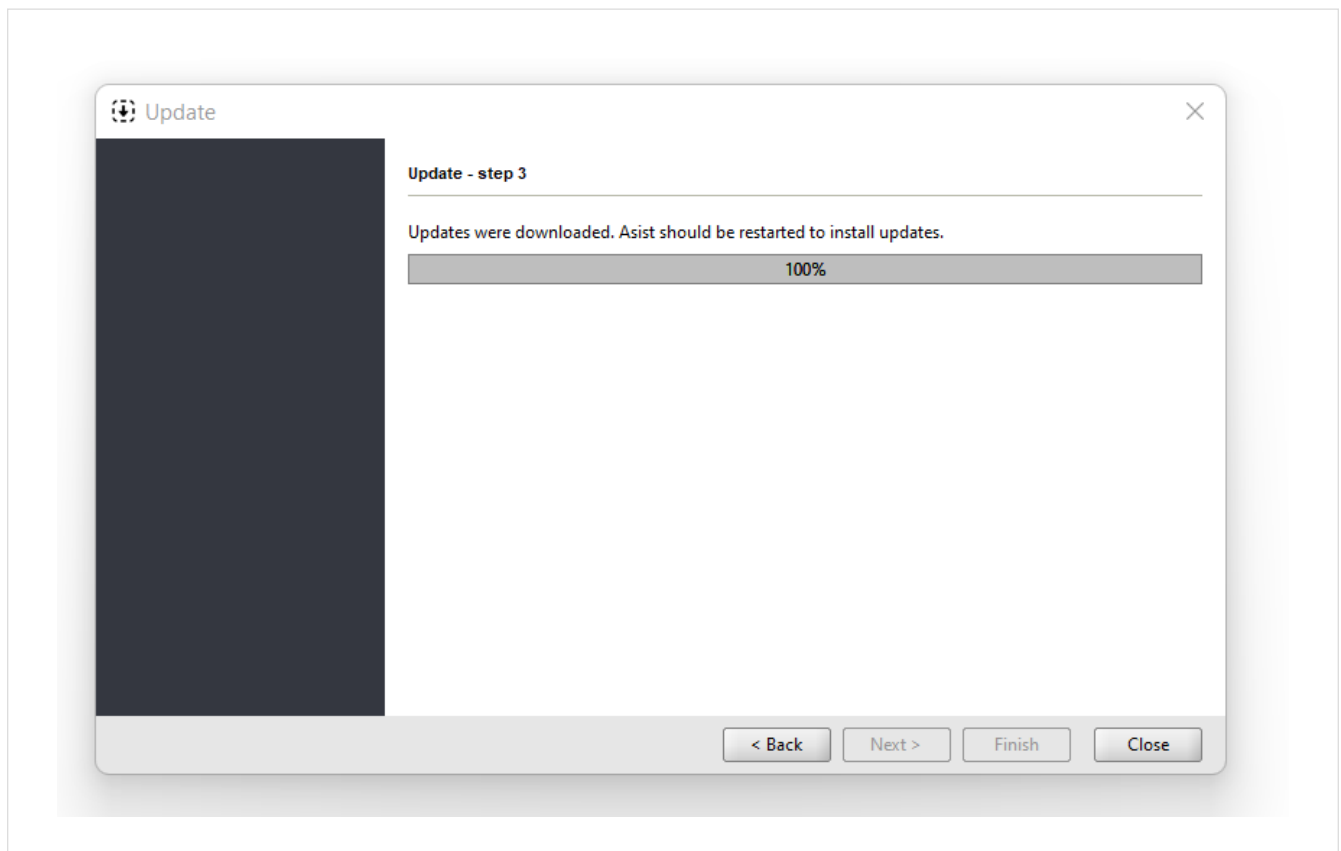 Update
Update - step 3
Updates were downloaded. Asist should be restarted to install updates.
100%
< Back
Next >
Finish
Close